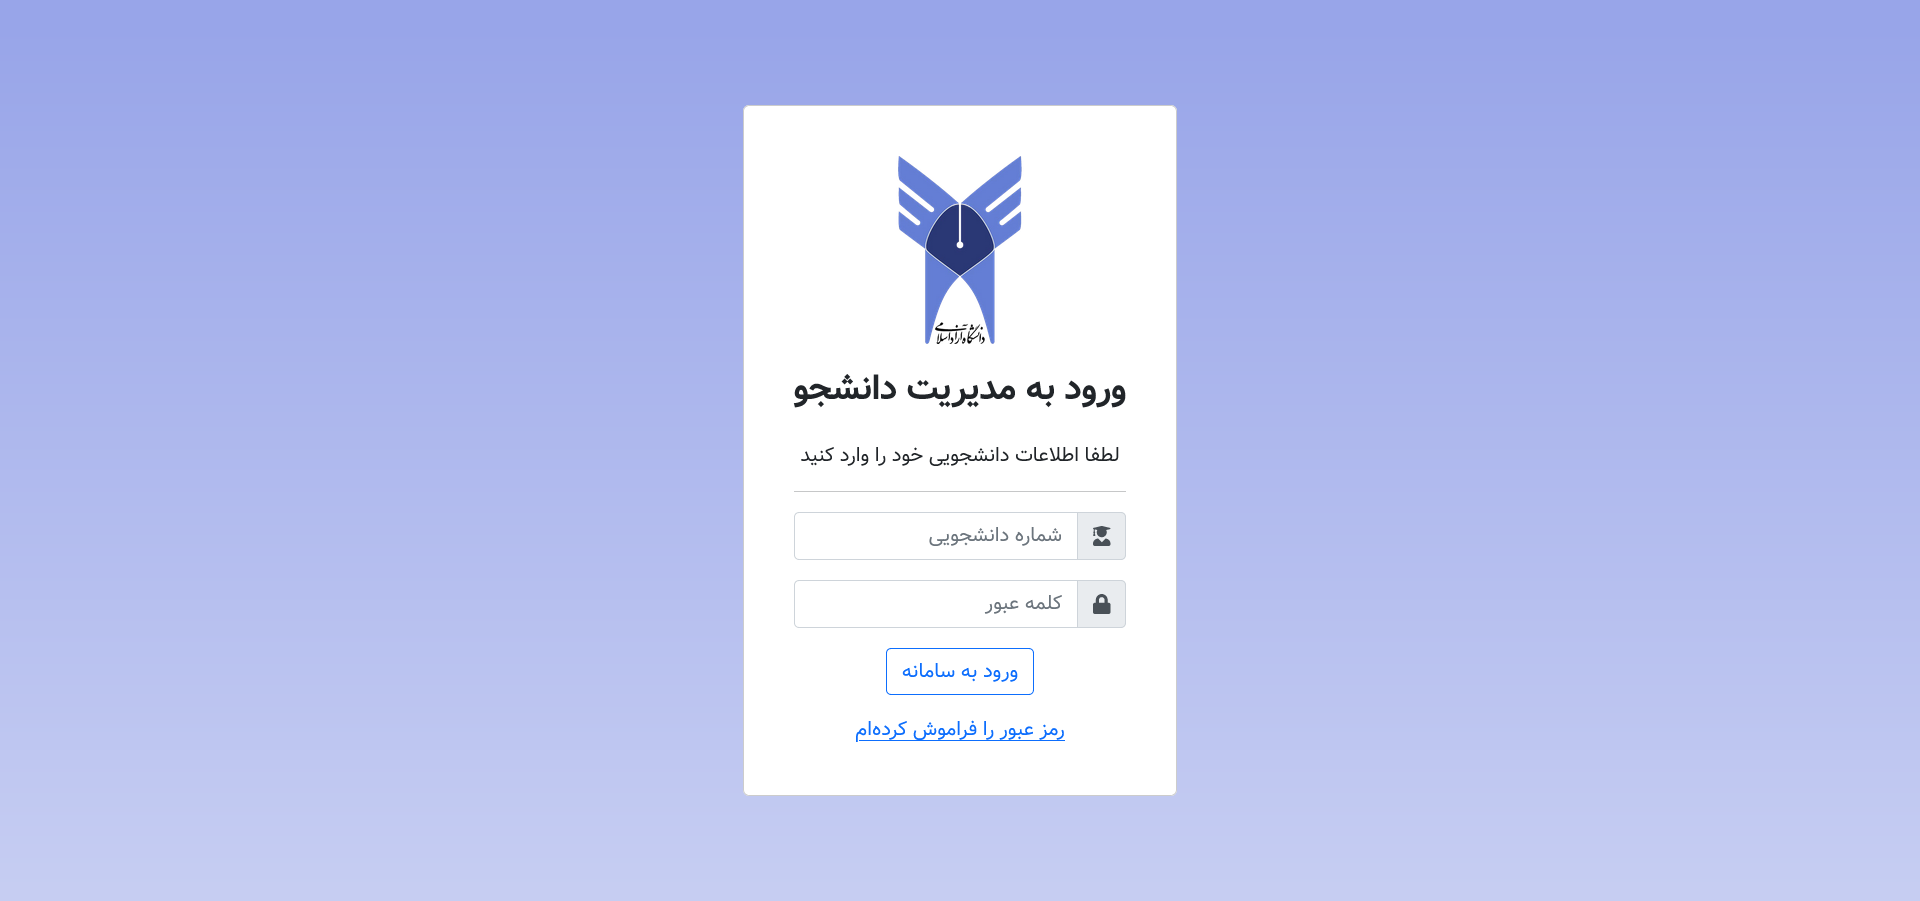 دانشگاه آزاد اسلامی
ورود به مدیریت دانشجو
لطفا اطلاعات دانشجویی خود را وارد کنید
شماره دانشجویی
کلمه عبور
ورود به سامانه
رمز عبور را فراموش کرده‌ام